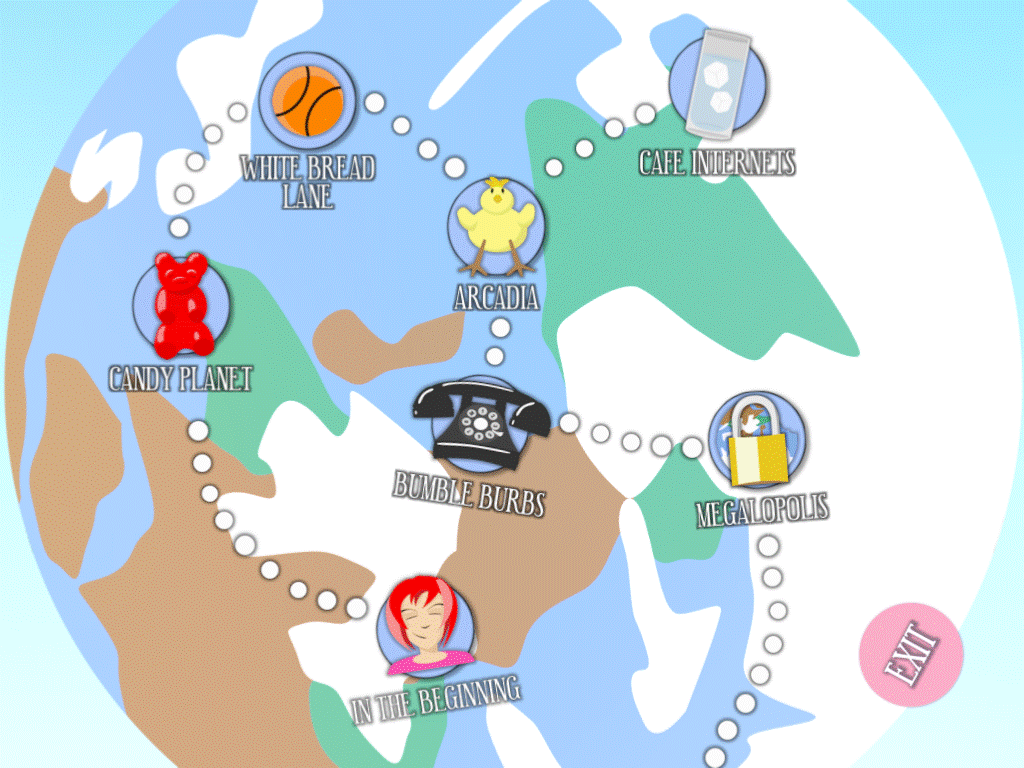 WHITE BREAD
LANE
CAFE INTERNETS
ARCADIA
CANDY PLANET
BUMBLE BURBS
MEGALOPOLIS
IN THE BEGINNING
EXIT